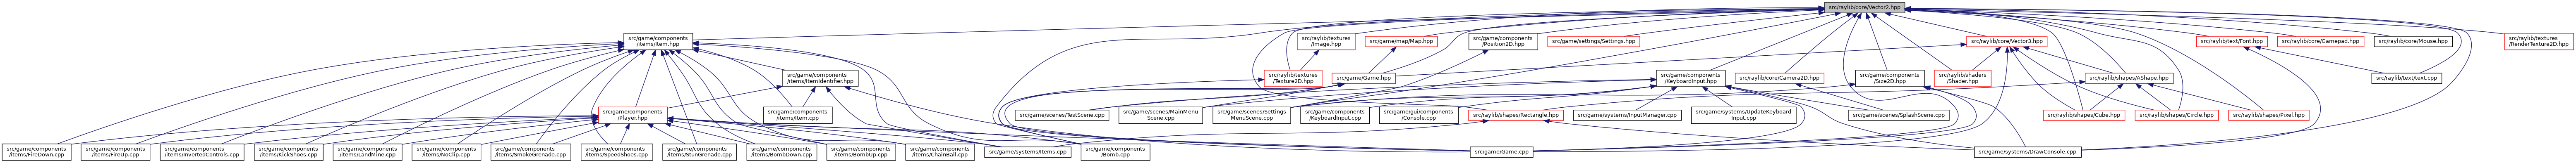 src/raylib/core/Vector2.hpp
src/game/components
/items/Item.hpp
src/raylib/textures
/Image.hpp
src/game/map/Map.hpp
src/game/components
/Position2D.hpp
src/game/settings/Settings.hpp
src/raylib/core/Vector3.hpp
src/raylib/text/Font.hpp
src/raylib/core/Gamepad.hpp
src/raylib/core/Mouse.hpp
src/raylib/textures
/RenderTexture2D.hpp
src/game/components
/items/ItemIdentifier.hpp
src/raylib/textures
/Texture2D.hpp
src/game/Game.hpp
src/game/components
/KeyboardInput.hpp
src/raylib/core/Camera2D.hpp
src/game/components
/Size2D.hpp
src/raylib/shaders
/Shader.hpp
src/raylib/shapes/AShape.hpp
src/raylib/text/text.cpp
src/game/components
/Player.hpp
src/game/components
/items/Item.cpp
src/game/scenes/TestScene.cpp
src/game/scenes/MainMenu
Scene.cpp
src/game/scenes/Settings
MenuScene.cpp
src/game/components
/KeyboardInput.cpp
src/game/gui/components
/Console.cpp
src/raylib/shapes/Rectangle.hpp
src/game/systems/InputManager.cpp
src/game/systems/UpdateKeyboard
Input.cpp
src/game/scenes/SplashScene.cpp
src/raylib/shapes/Cube.hpp
src/raylib/shapes/Circle.hpp
src/raylib/shapes/Pixel.hpp
src/game/components
/items/FireDown.cpp
src/game/components
/items/FireUp.cpp
src/game/components
/items/InvertedControls.cpp
src/game/components
/items/KickShoes.cpp
src/game/components
/items/LandMine.cpp
src/game/components
/items/NoClip.cpp
src/game/components
/items/SmokeGrenade.cpp
src/game/components
/items/SpeedShoes.cpp
src/game/components
/items/StunGrenade.cpp
src/game/components
/items/BombDown.cpp
src/game/components
/items/BombUp.cpp
src/game/components
/items/ChainBall.cpp
src/game/systems/Items.cpp
src/game/components
/Bomb.cpp
src/game/Game.cpp
src/game/systems/DrawConsole.cpp